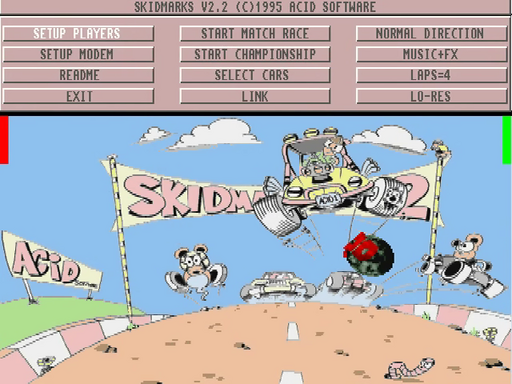 SKIDMARKS V2.2 (C)1995 ACID SOFTWARE
SETUP PLAYERS START MATCH RACE NORMAL DIRECTION
SETUP MODEM START CHAMPIONSHIP MUSIC+FX
README SELECT CARS LAPS=4
EXIT LINK LO-RES
SKIDM 2
ACID
ACID
SOFTWARE